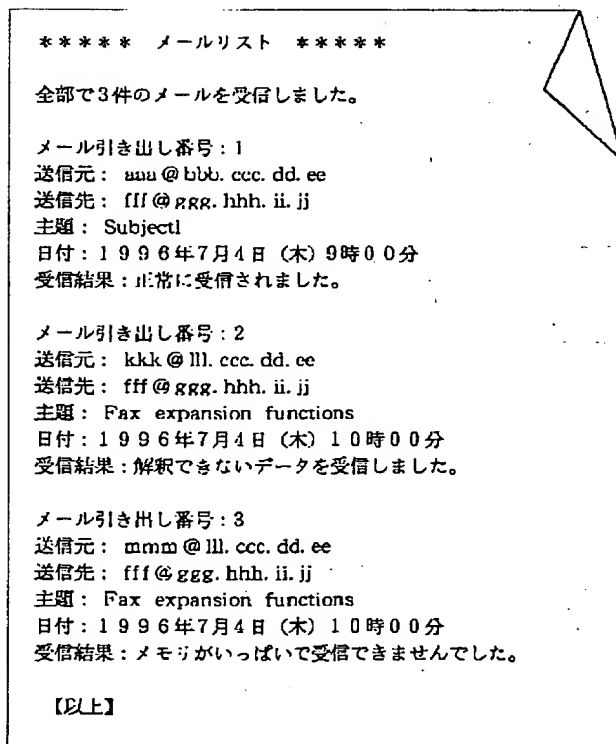 ***** メールリスト *****
全部で3件のメールを受信しました。
メール引き出し番号:1
送信元: aaa@bbb.ccc.dd.ee
送信先: fff@ggg.hhh.ii.jj
主題: Subject1
日付:1996年7月4日(木)9時00分
受信結果:正常に受信されました。
メール引き出し番号:2
送信元: kkk@lll.ccc.dd.ee
送信先: fff@ggg.hhh.ii.jj
主題: Fax expansion functions
日付:1996年7月4日(木)10時00分
受信結果:解釈できないデータを受信しました。
メール引き出し番号:3
送信元: mmm@lll.ccc.dd.ee
送信先: fff@ggg.hhh.ii.jj
主題: Fax expansion functions
日付:1996年7月4日(木)10時00分
受信結果:メモリがいっぱいで受信できませんでした。
【以上】